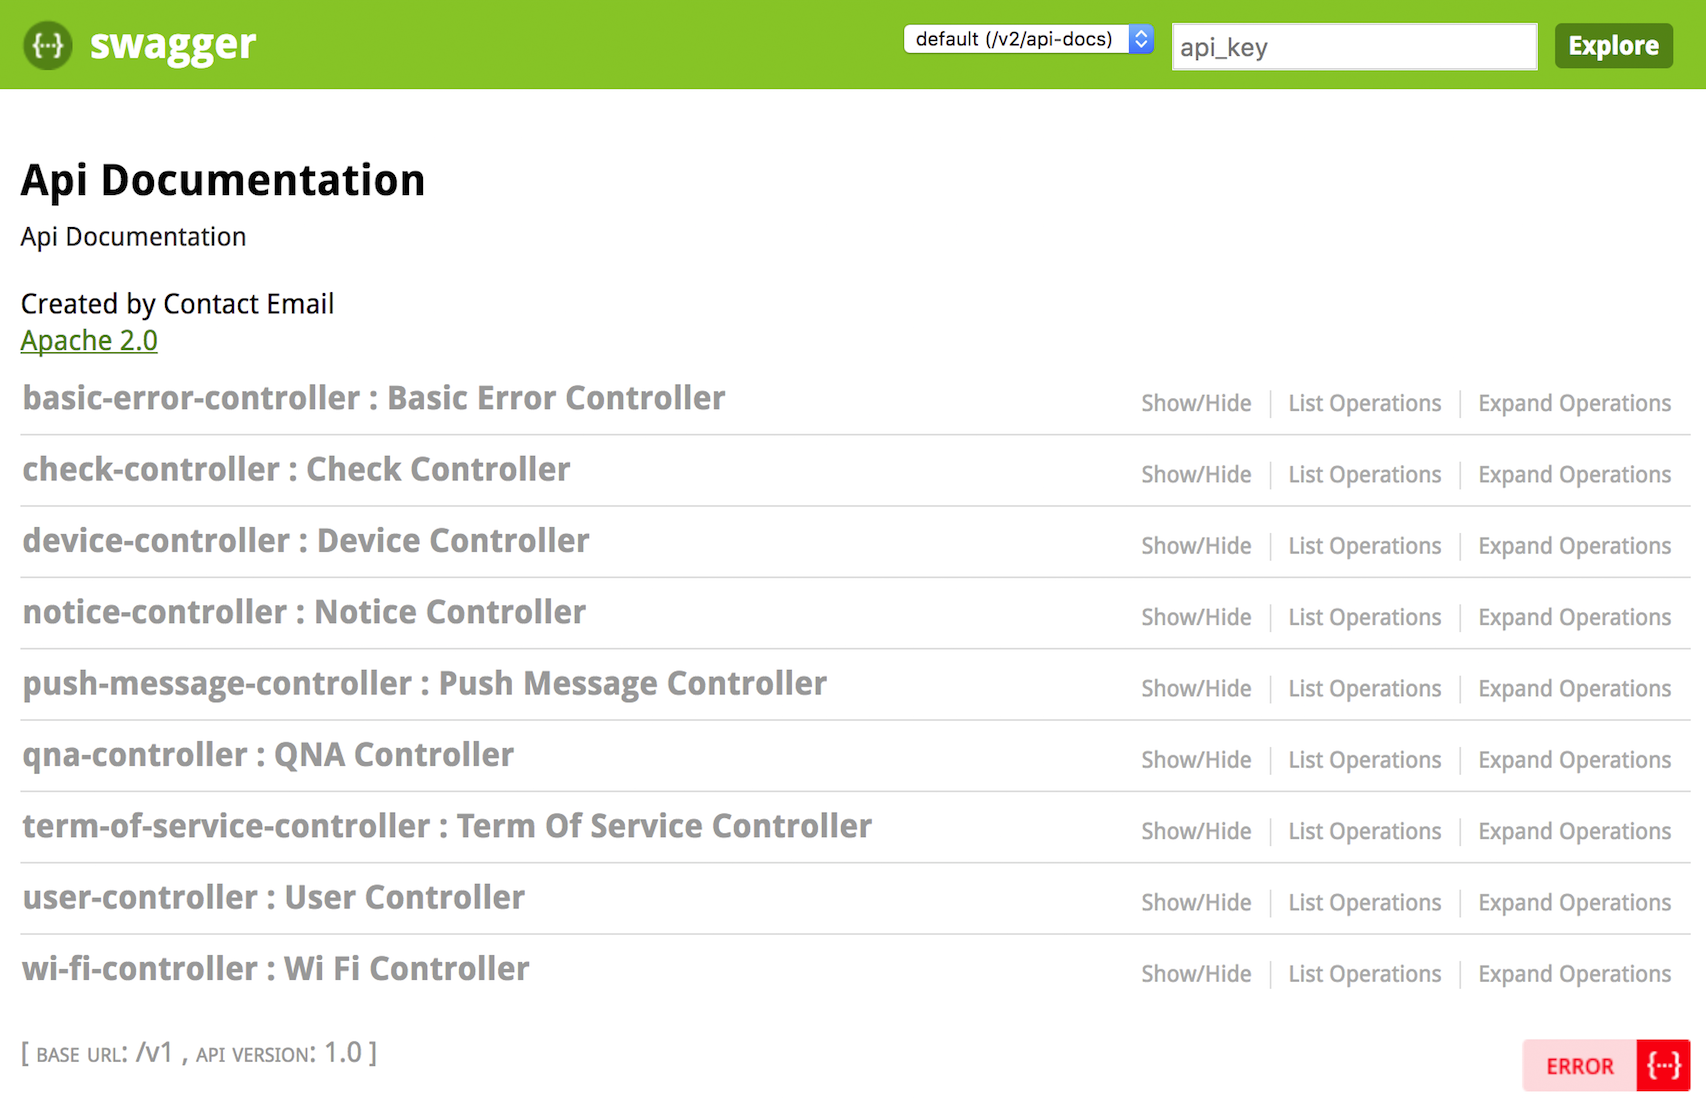 {···} swagger default (/v2/api-docs) api_key Explore
Api Documentation
Api Documentation
Created by Contact Email
Apache 2.0
basic-error-controller : Basic Error Controller Show/Hide List Operations Expand Operations
check-controller : Check Controller Show/Hide List Operations Expand Operations
device-controller : Device Controller Show/Hide List Operations Expand Operations
notice-controller : Notice Controller Show/Hide List Operations Expand Operations
push-message-controller : Push Message Controller Show/Hide List Operations Expand Operations
qna-controller : QNA Controller Show/Hide List Operations Expand Operations
term-of-service-controller : Term Of Service Controller Show/Hide List Operations Expand Operations
user-controller : User Controller Show/Hide List Operations Expand Operations
wi-fi-controller : Wi Fi Controller Show/Hide List Operations Expand Operations
[ BASE URL: /v1 , API VERSION: 1.0 ]
ERROR {···}